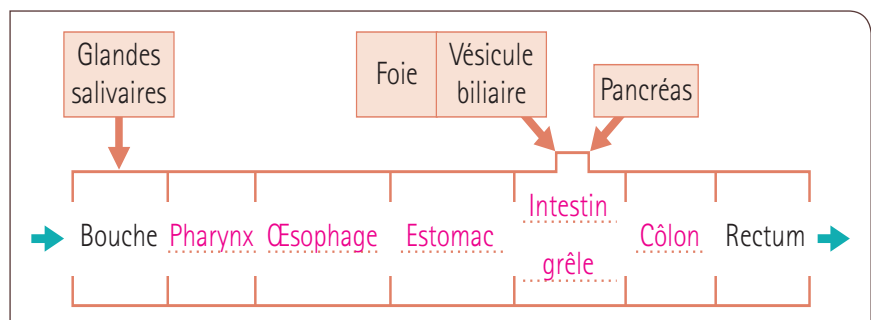 Glandes
salivaires
Foie
Vésicule
biliaire
Pancréas
Bouche
Pharynx
Œsophage
Estomac
Intestin
grêle
Côlon
Rectum